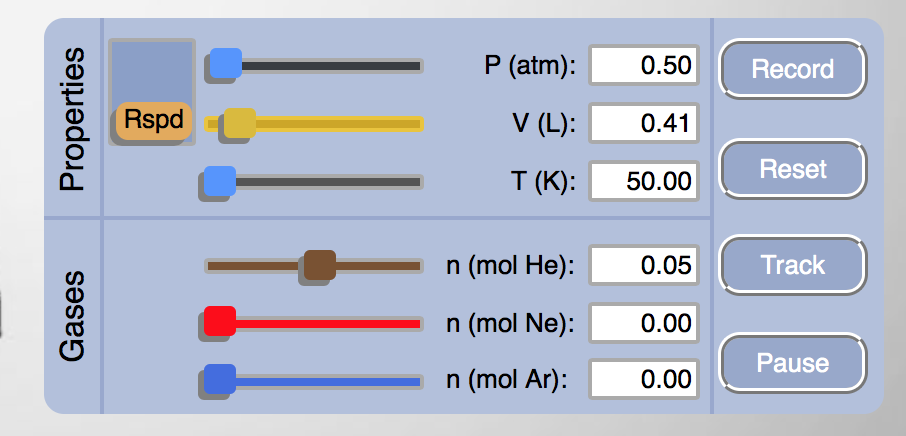 Properties
Rspd
P (atm): 0.50
V (L): 0.41
T (K): 50.00
Gases
n (mol He): 0.05
n (mol Ne): 0.00
n (mol Ar): 0.00
Record
Reset
Track
Pause